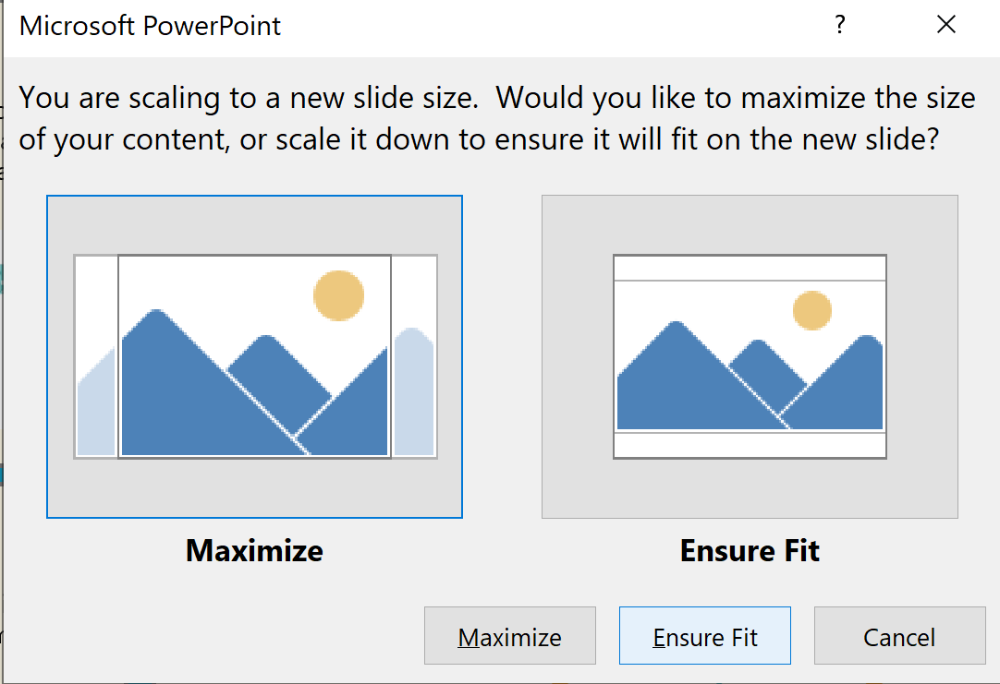 Microsoft PowerPoint
?
You are scaling to a new slide size.  Would you like to maximize the size
of your content, or scale it down to ensure it will fit on the new slide?
Maximize
Ensure Fit
Maximize
Ensure Fit
Cancel